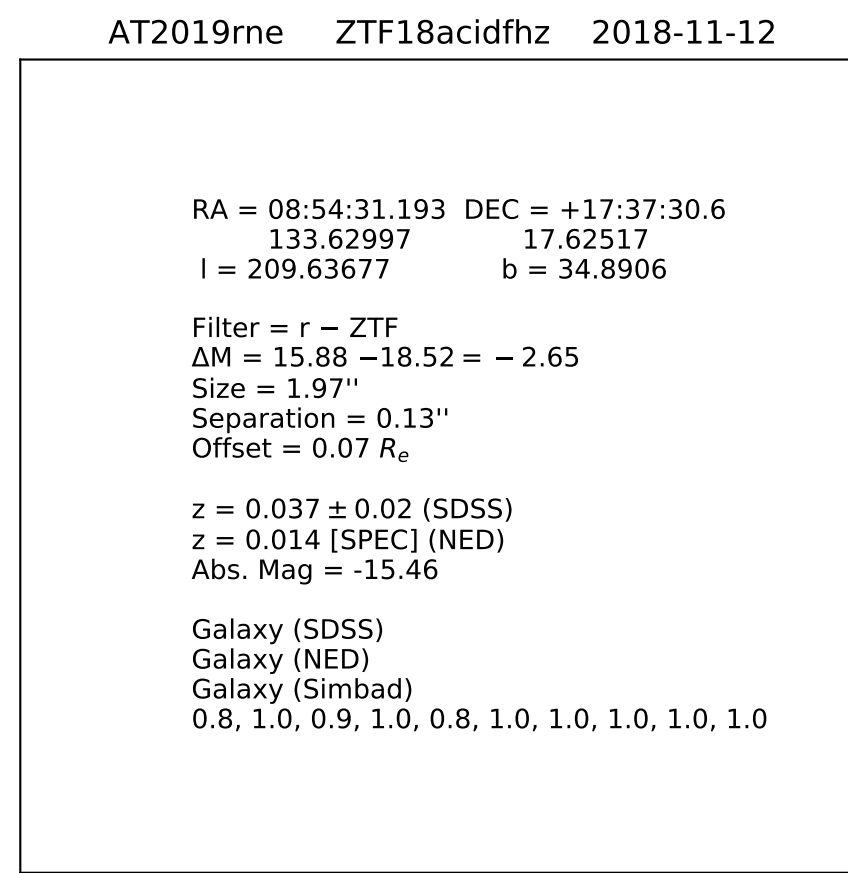 AT2019rne ZTF18acidfhz 2018-11-12
RA = 08:54:31.193 DEC = +17:37:30.6
133.62997 17.62517
l = 209.63677 b = 34.8906
Filter = r − ZTF
ΔM = 15.88 −18.52 = − 2.65
Size = 1.97''
Separation = 0.13''
Offset = 0.07 Re
z = 0.037 ± 0.02 (SDSS)
z = 0.014 [SPEC] (NED)
Abs. Mag = -15.46
Galaxy (SDSS)
Galaxy (NED)
Galaxy (Simbad)
0.8, 1.0, 0.9, 1.0, 0.8, 1.0, 1.0, 1.0, 1.0, 1.0